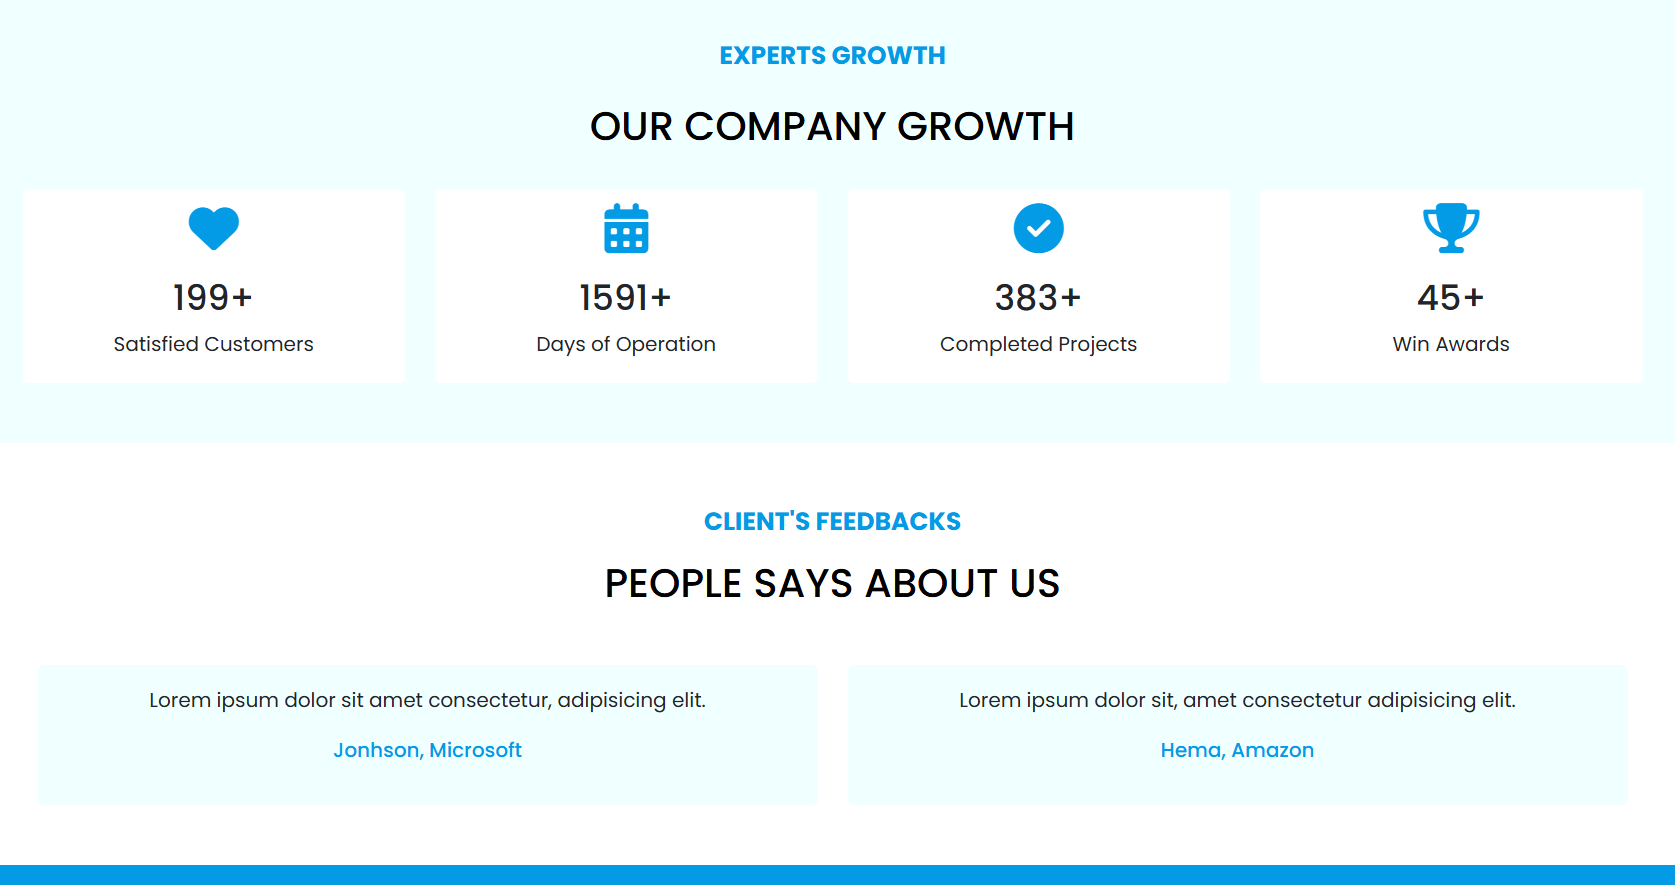 EXPERTS GROWTH
OUR COMPANY GROWTH
199+
Satisfied Customers
1591+
Days of Operation
383+
Completed Projects
45+
Win Awards
CLIENT'S FEEDBACKS
PEOPLE SAYS ABOUT US
Lorem ipsum dolor sit amet consectetur, adipisicing elit.
Jonhson, Microsoft
Lorem ipsum dolor sit, amet consectetur adipisicing elit.
Hema, Amazon